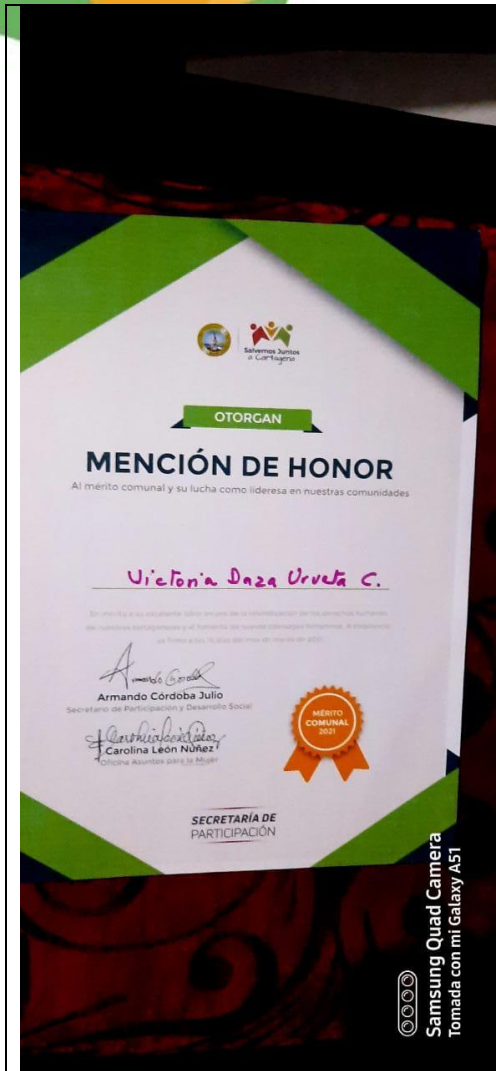 Salvemos Juntos
a Cartagena
OTORGAN
MENCIÓN DE HONOR
Al mérito comunal y su lucha como lideresa en nuestras comunidades
Victoria Daza Urueta C.
Armando Córdoba Julio
Secretario de Participación y Desarrollo Social
Carolina León Núñez
Oficina Asuntos para la Mujer
MÉRITO
COMUNAL
2021
SECRETARÍA DE
PARTICIPACIÓN
Samsung Quad Camera
Tomada con mi Galaxy A51